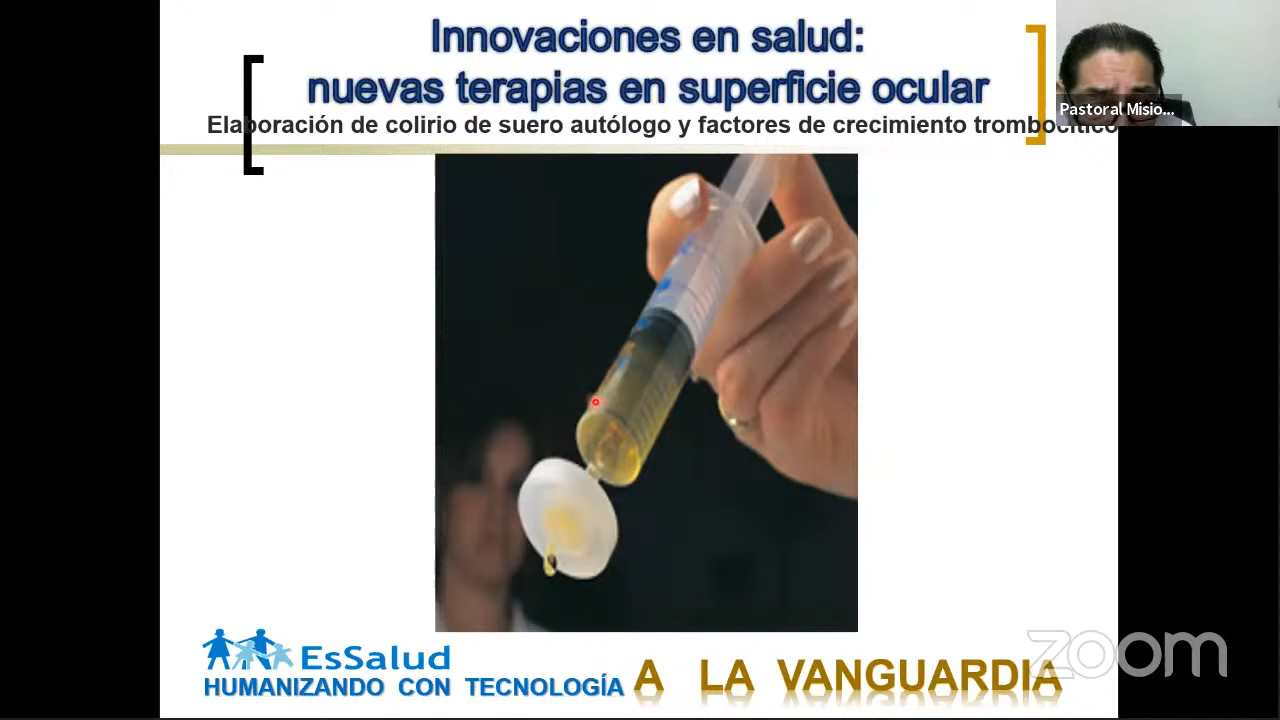 Innovaciones en salud:
nuevas terapias en superficie ocular
Elaboración de colirio de suero autólogo y factores de crecimiento trombocítico
Pastoral Misio...
EsSalud
HUMANIZANDO CON TECNOLOGÍA
A LA VANGUARDIA
zoom